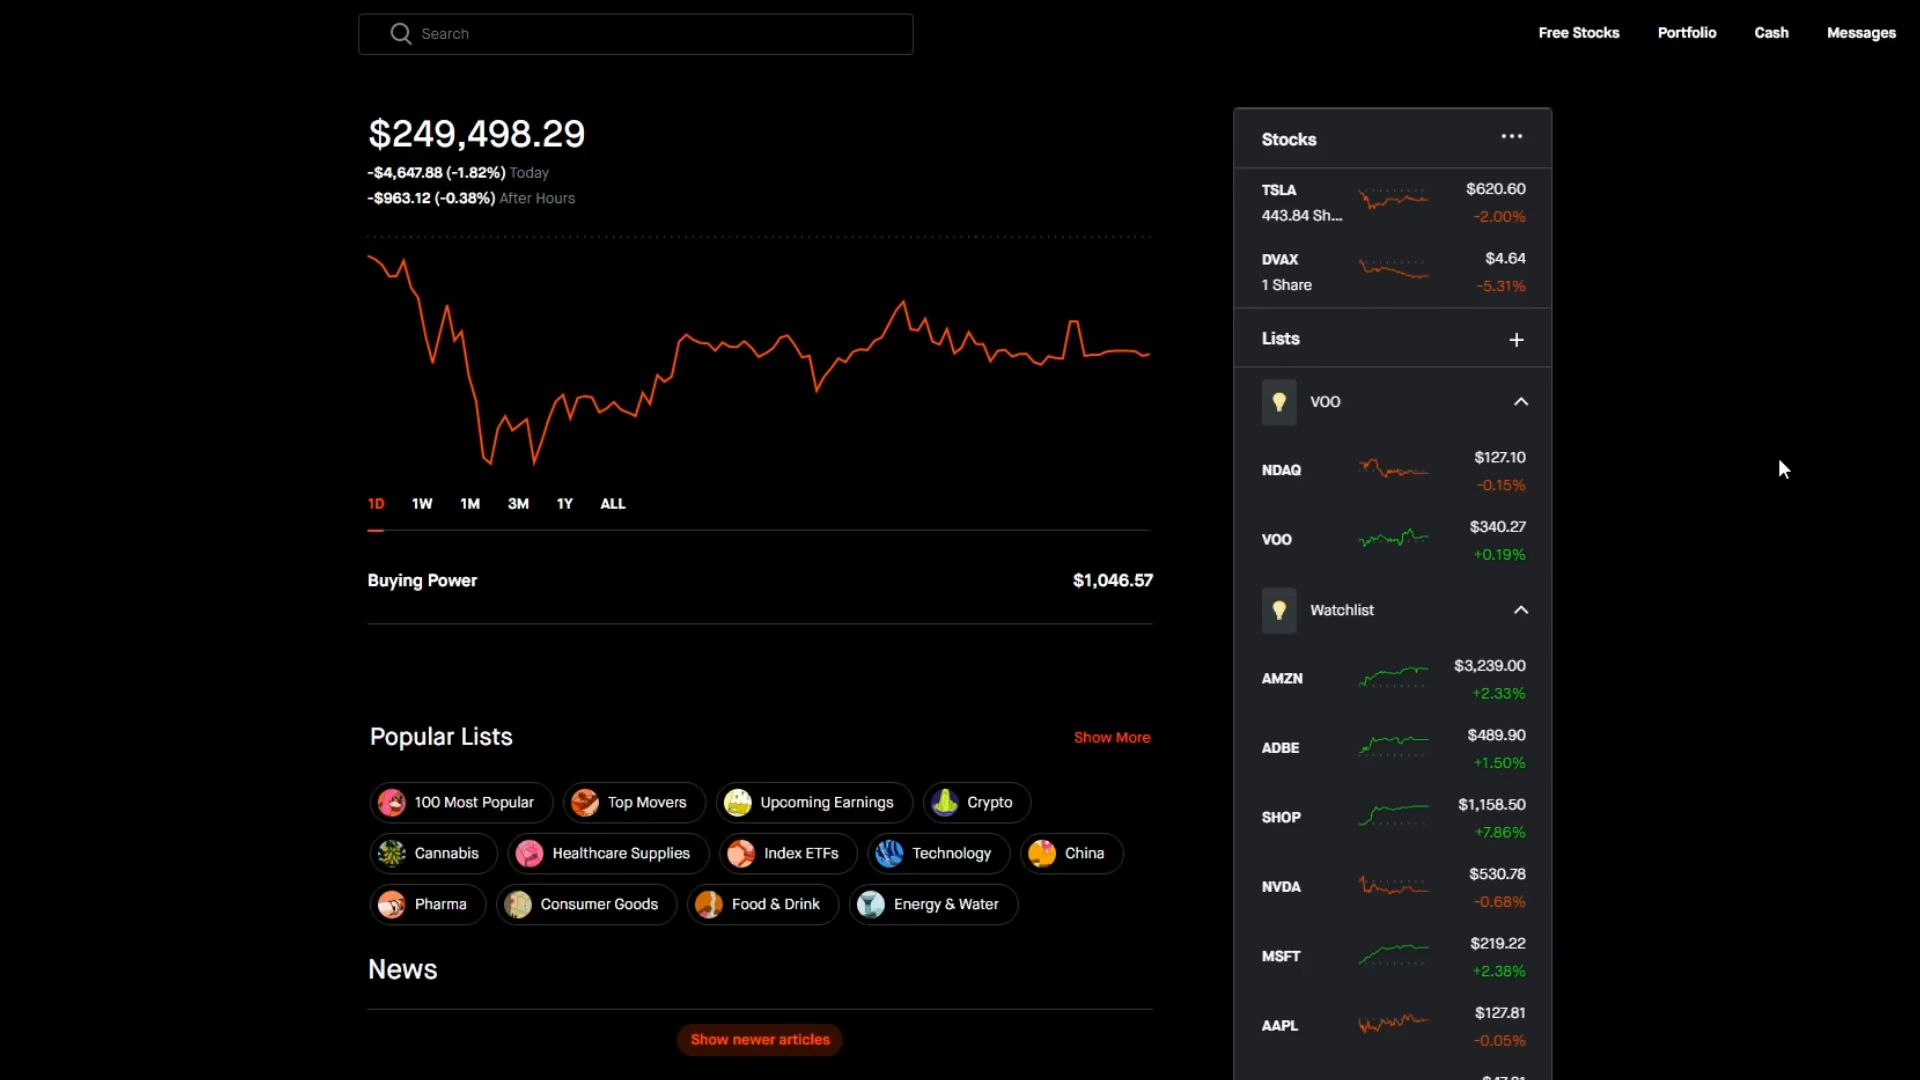 Search
Free Stocks
Portfolio
Cash
Messages
$249,498.29
-$4,647.88 (-1.82%) Today
-$963.12 (-0.38%) After Hours
1D
1W
1M
3M
1Y
ALL
Buying Power
$1,046.57
Popular Lists
Show More
100 Most Popular
Top Movers
Upcoming Earnings
Crypto
Cannabis
Healthcare Supplies
Index ETFs
Technology
China
Pharma
Consumer Goods
Food & Drink
Energy & Water
News
Show newer articles
Stocks
TSLA
443.84 Sh...
$620.60
-2.00%
DVAX
1 Share
$4.64
-5.31%
Lists
VOO
NDAQ
$127.10
-0.15%
VOO
$340.27
+0.19%
Watchlist
AMZN
$3,239.00
+2.33%
ADBE
$489.90
+1.50%
SHOP
$1,158.50
+7.86%
NVDA
$530.78
-0.68%
MSFT
$219.22
+2.38%
AAPL
$127.81
-0.05%